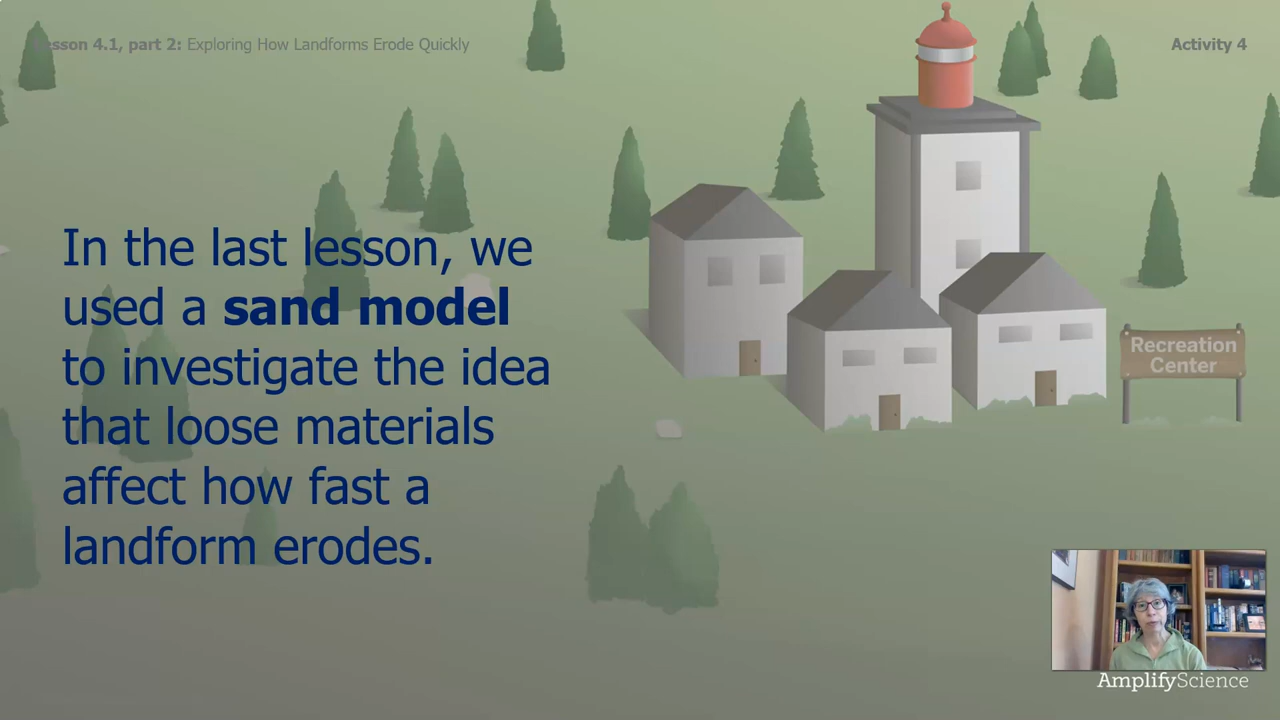 Lesson 4.1, part 2: Exploring How Landforms Erode Quickly
Activity 4
In the last lesson, we
used a sand model
to investigate the idea
that loose materials
affect how fast a
landform erodes.
Recreation
Center
AmplifyScience